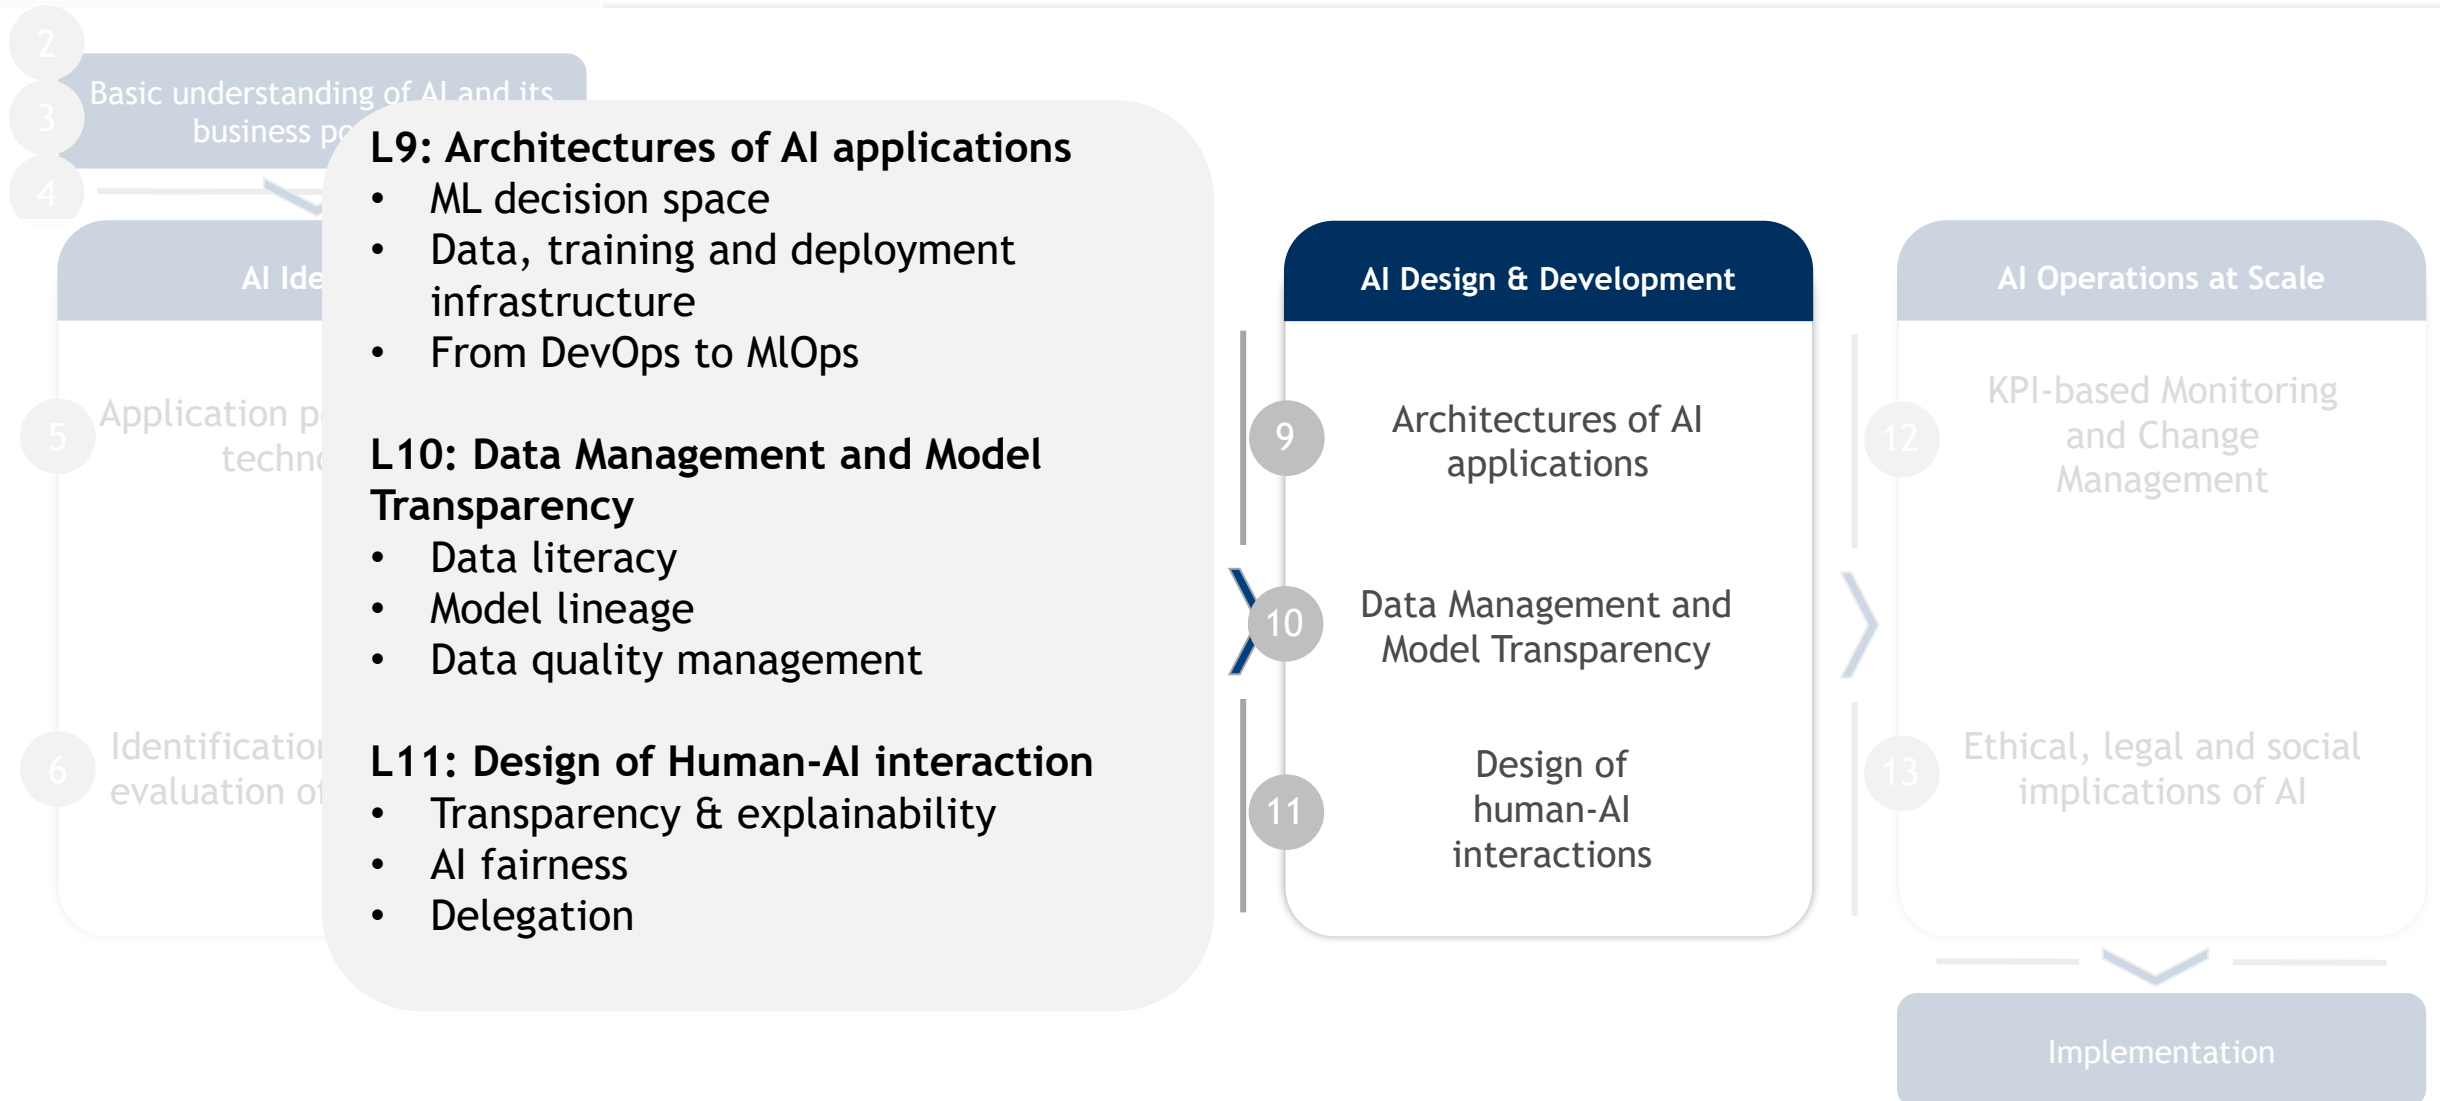 2
3
4
Basic understanding of AI and its
business
L9: Architectures of AI applications
• ML decision space
• Data, training and deployment
infrastructure
• From DevOps to MlOps
L10: Data Management and Model
Transparency
• Data literacy
• Model lineage
• Data quality management
L11: Design of Human-AI interaction
• Transparency & explainability
• AI fairness
• Delegation
AI
5
Application
6
evaluation
AI Design & Development
9
Architectures of AI
applications
10
Data Management and
Model Transparency
11
Design of
human-AI
interactions
AI Operations at Scale
12
KPI-based Monitoring
and Change
Management
13
Ethical, legal and social
implications of AI
Implementation